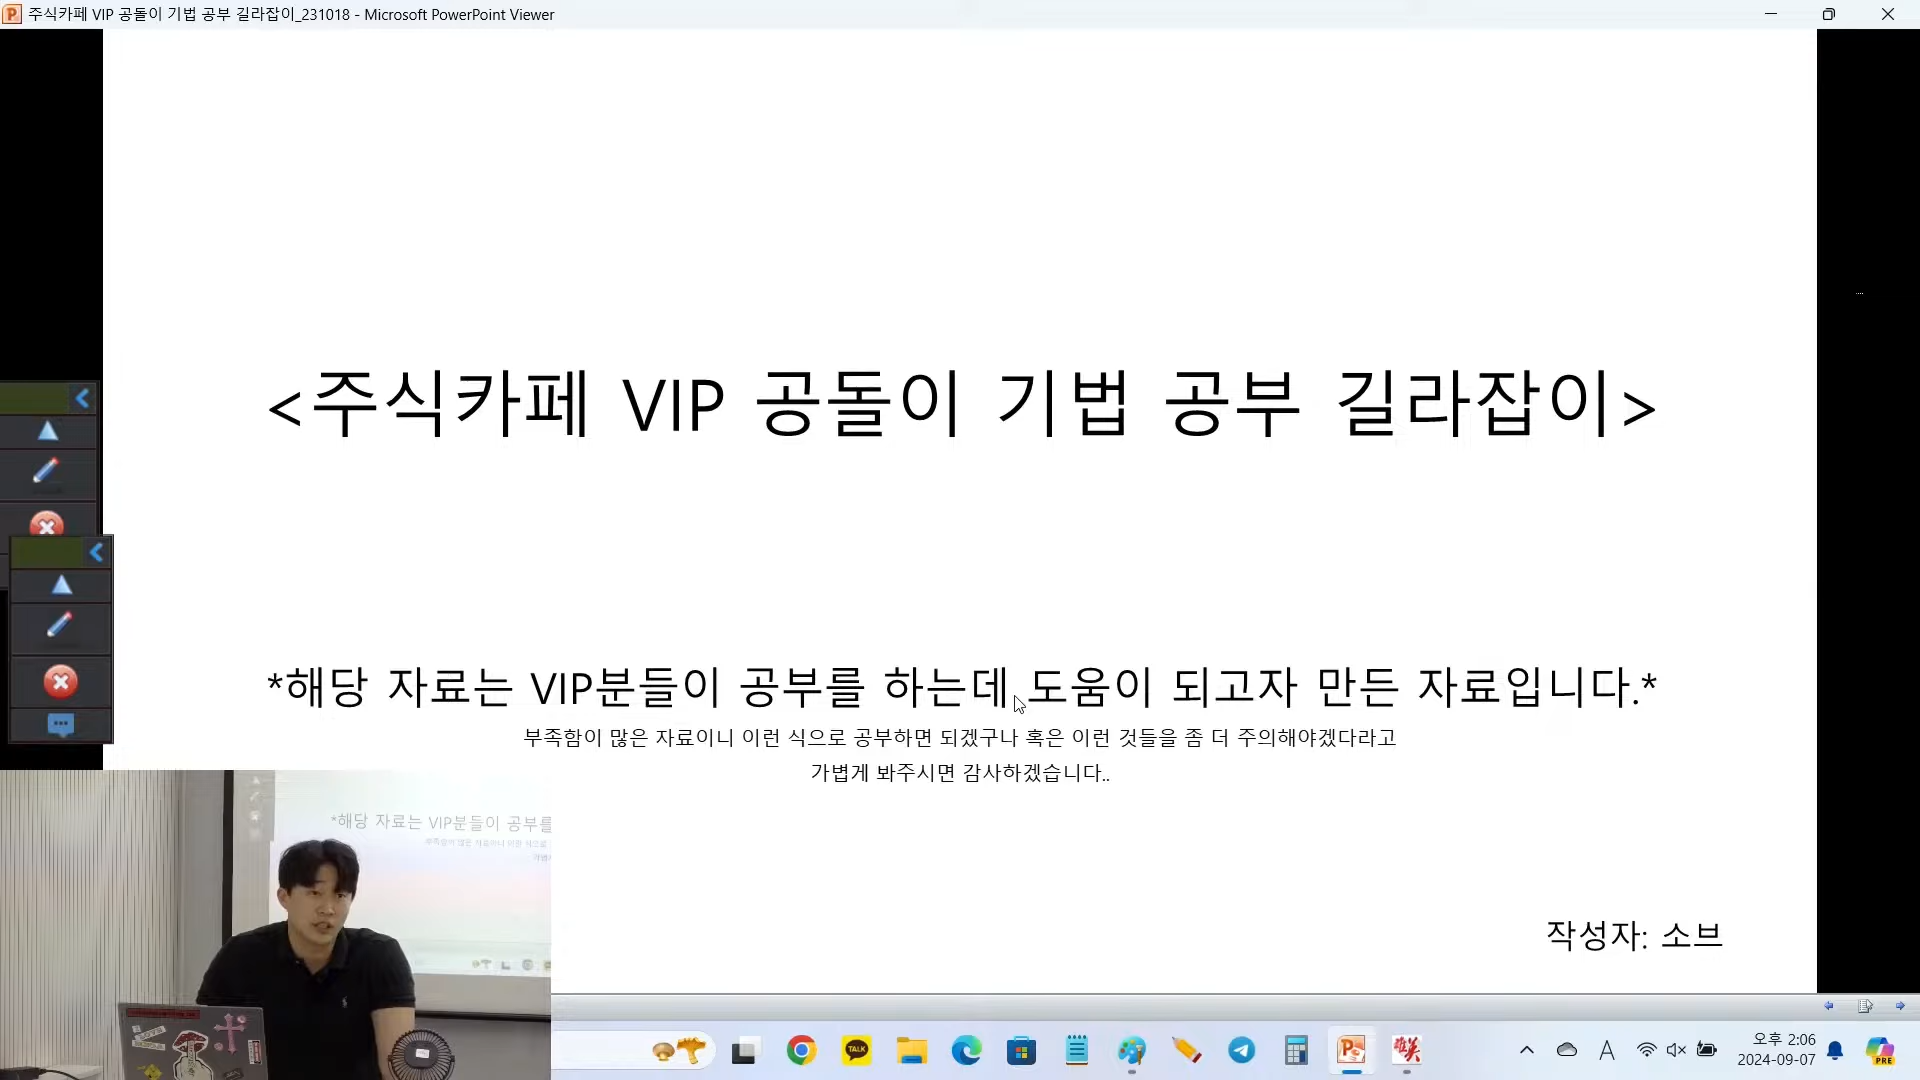 주식카페 VIP 공돌이 기법 공부 길라잡이_231018 - Microsoft PowerPoint Viewer
<주식카페 VIP 공돌이 기법 공부 길라잡이>
*해당 자료는 VIP분들이 공부를 하는데 도움이 되고자 만든 자료입니다.*
부족함이 많은 자료이니 이런 식으로 공부하면 되겠구나 혹은 이런 것들을 좀 더 주의해야겠다라고
가볍게 봐주시면 감사하겠습니다..
*해당 자료는 VIP분들이 공부를
작성자: 소브
TALK
A
오후 2:06
2024-09-07
PRE